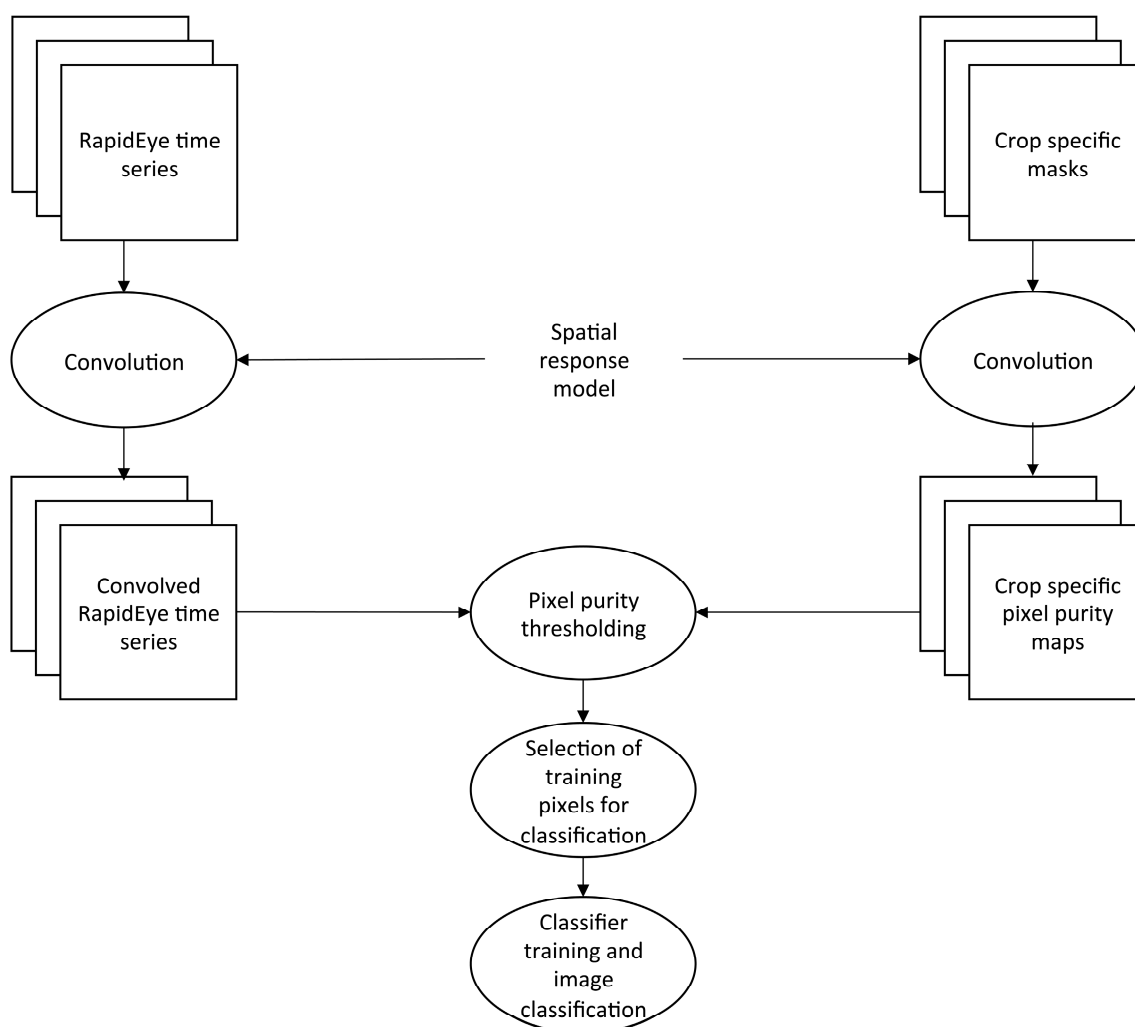 RapidEye time
series
Crop specific
masks
Convolution
Spatial
response
model
Convolution
Convolved
RapidEye time
series
Pixel purity
thresholding
Crop specific
pixel purity
maps
Selection of
training
pixels for
classification
Classifier
training and
image
classification